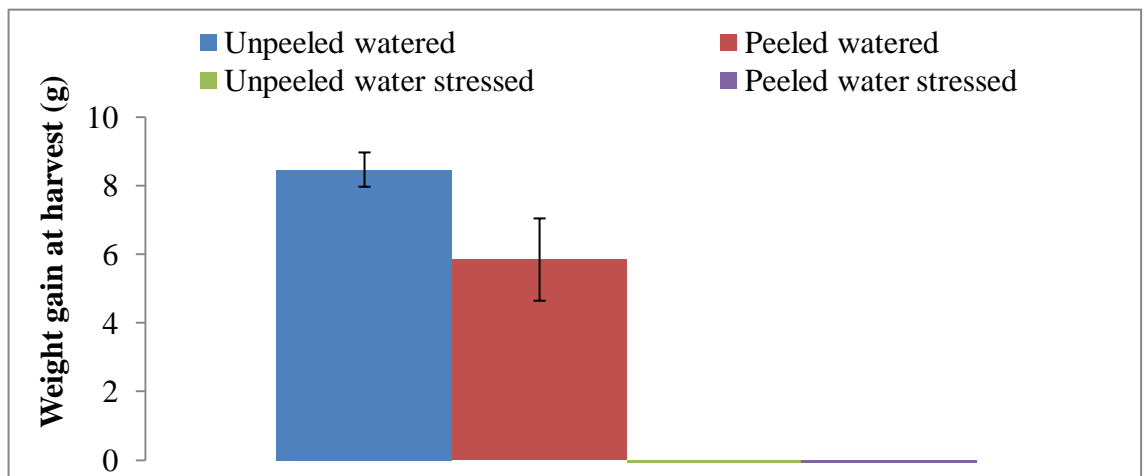 Unpeeled watered
Peeled watered
Unpeeled water stressed
Peeled water stressed
Weight gain at harvest (g)
10
8
6
4
2
0